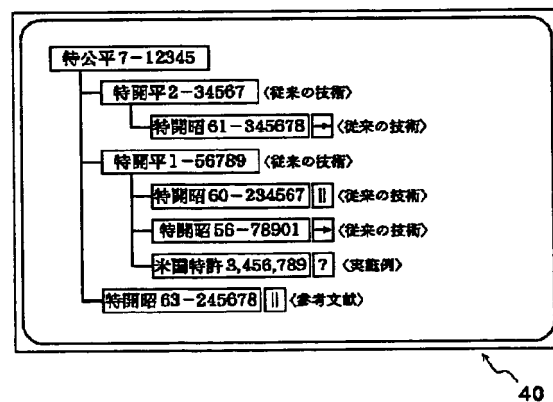 特公平7-12345
特開平2-34567 〈従来の技術〉
特開昭61-345678 → 〈従来の技術〉
特開平1-56789 〈従来の技術〉
特開昭60-234567 || 〈従来の技術〉
特開昭56-78901 → 〈従来の技術〉
米国特許3,456,789 ? 〈実施例〉
特開昭63-245678 || 〈参考文献〉
40